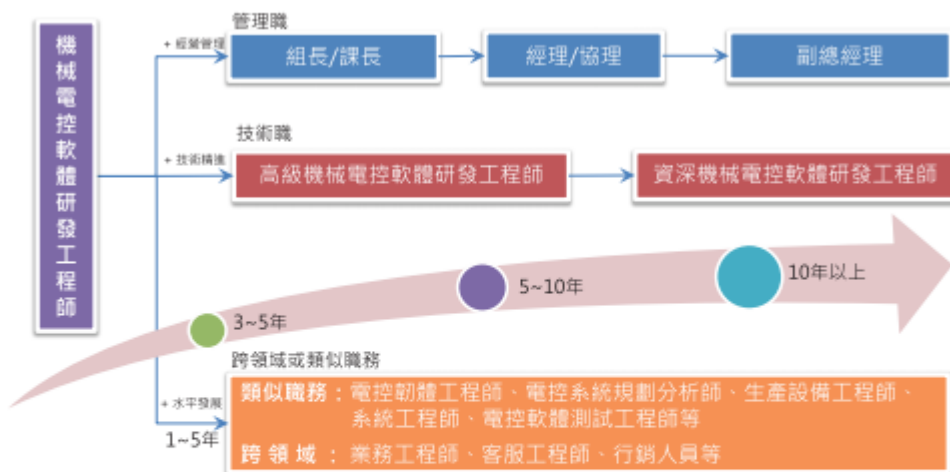 機械電控軟體研發工程師
管理職
+ 經營管理
組長/課長
經理/協理
副總經理
技術職
+ 技術精進
高級機械電控軟體研發工程師
資深機械電控軟體研發工程師
10年以上
5~10年
3~5年
跨領域或類似職務
+ 水平發展
1~5年
類似職務：電控韌體工程師、電控系統規劃分析師、生產設備工程師、
系統工程師、電控軟體測試工程師等
跨 領 域 ：業務工程師、客服工程師、行銷人員等